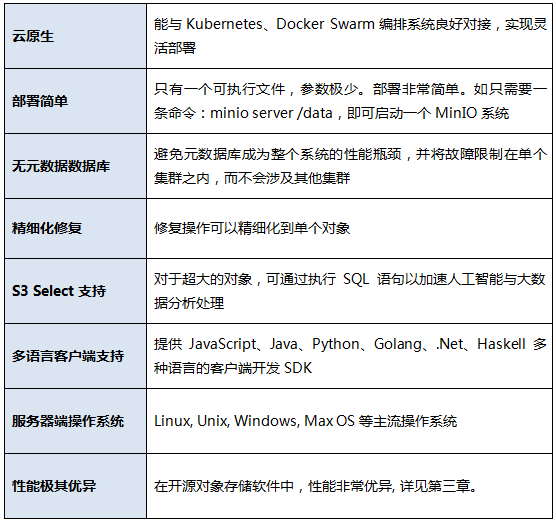 云原生
能与 Kubernetes、Docker Swarm 编排系统良好对接，实现灵
活部署
部署简单
只有一个可执行文件，参数极少。部署非常简单。如只需要一
条命令：minio server /data，即可启动一个 MinIO 系统
无元数据数据库
避免元数据库成为整个系统的性能瓶颈，并将故障限制在单个
集群之内，而不会涉及其他集群
精细化修复
修复操作可以精细化到单个对象
S3 Select 支持
对于超大的对象，可通过执行 SQL 语句以加速人工智能与大数
据分析处理
多语言客户端支持
提供 JavaScript、Java、Python、Golang、.Net、Haskell 多
种语言的客户端开发 SDK
服务器端操作系统
Linux, Unix, Windows, Max OS 等主流操作系统
性能极其优异
在开源对象存储软件中，性能非常优异, 详见第三章。